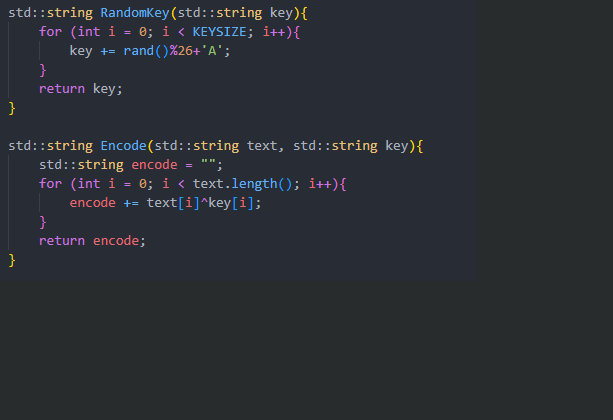 std::string RandomKey(std::string key){
    for (int i = 0; i < KEYSIZE; i++){
        key += rand()%26+'A';
    }
    return key;
}

std::string Encode(std::string text, std::string key){
    std::string encode = "";
    for (int i = 0; i < text.length(); i++){
        encode += text[i]^key[i];
    }
    return encode;
}